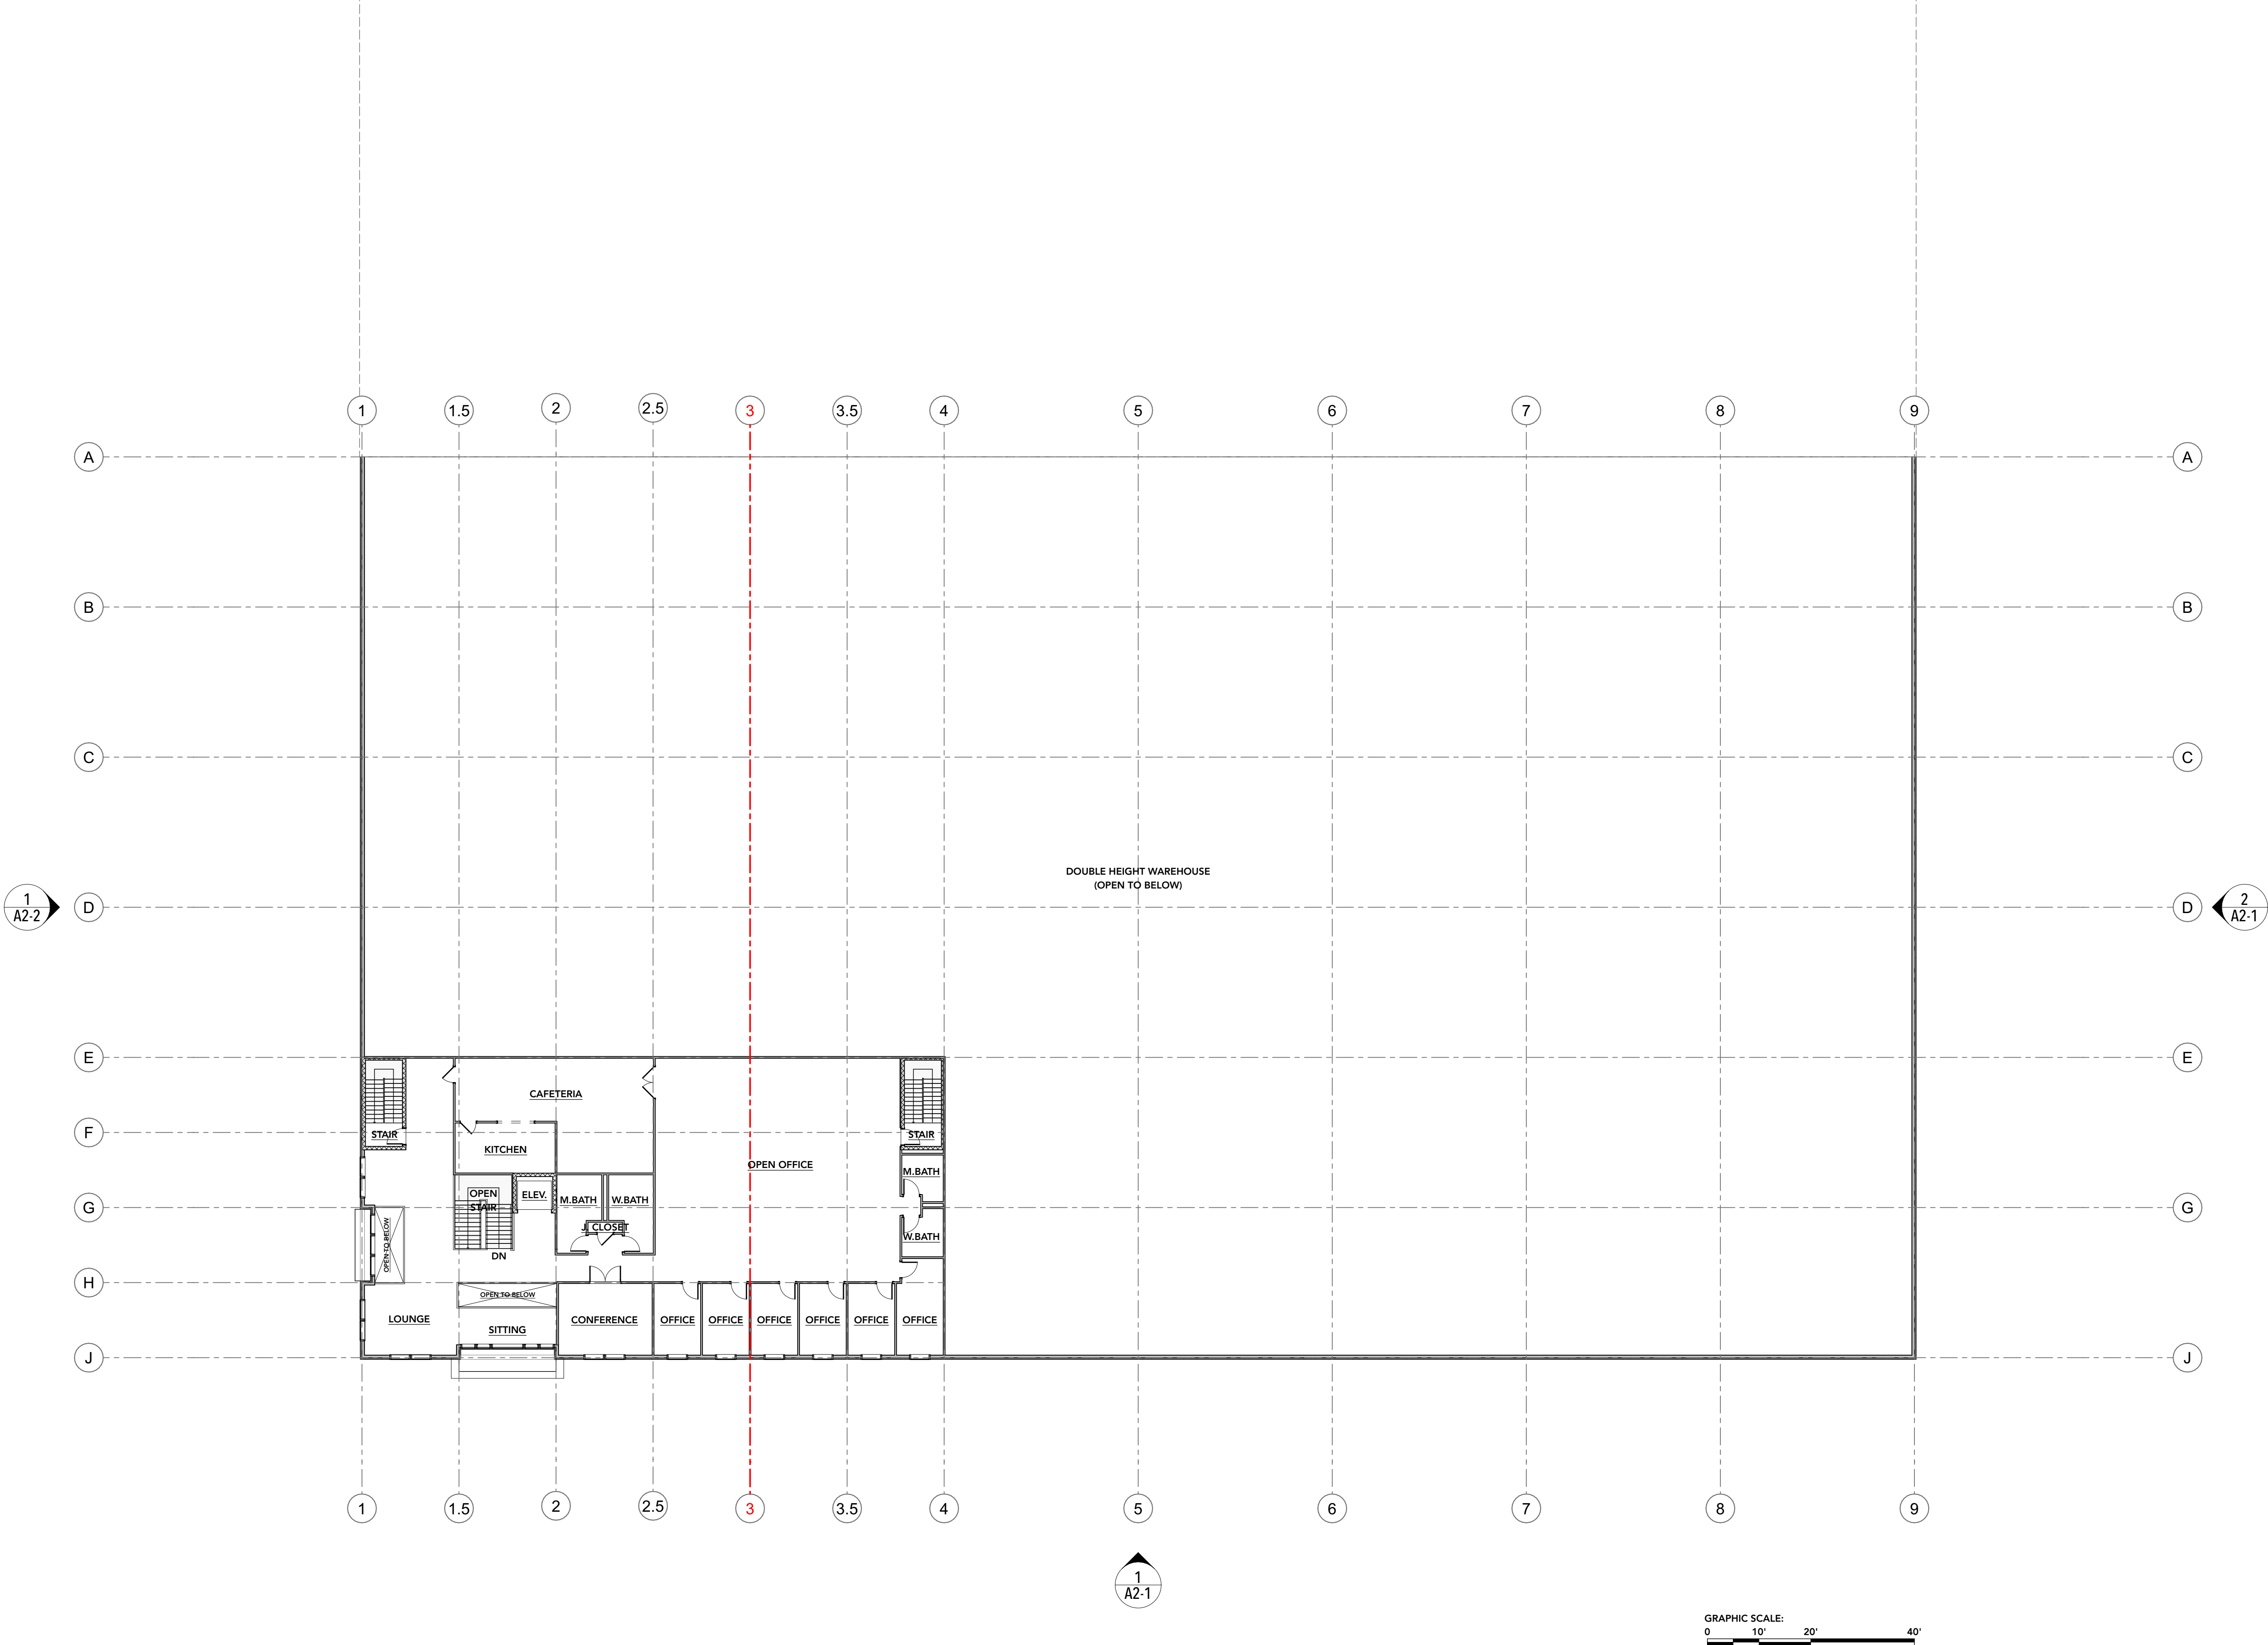 1 1.5 2 2.5 3 3.5 4 5 6 7 8 9
A A
B B
C C
DOUBLE HEIGHT WAREHOUSE
(OPEN TO BELOW)
1
A2-2
D D
2
A2-1
E E
CAFETERIA
F F
STAIR
STAIR
KITCHEN
OPEN OFFICE
M.BATH
OPEN
STAIR
ELEV.
M.BATH
W.BATH
G G
J. CLOSET
W.BATH
OPEN TO BELOW
DN
H H
OPEN TO BELOW
LOUNGE
SITTING
CONFERENCE
OFFICE
OFFICE
OFFICE
OFFICE
OFFICE
OFFICE
J J
1 1.5 2 2.5 3 3.5 4 5 6 7 8 9
1
A2-1
GRAPHIC SCALE:
0 10' 20' 40'